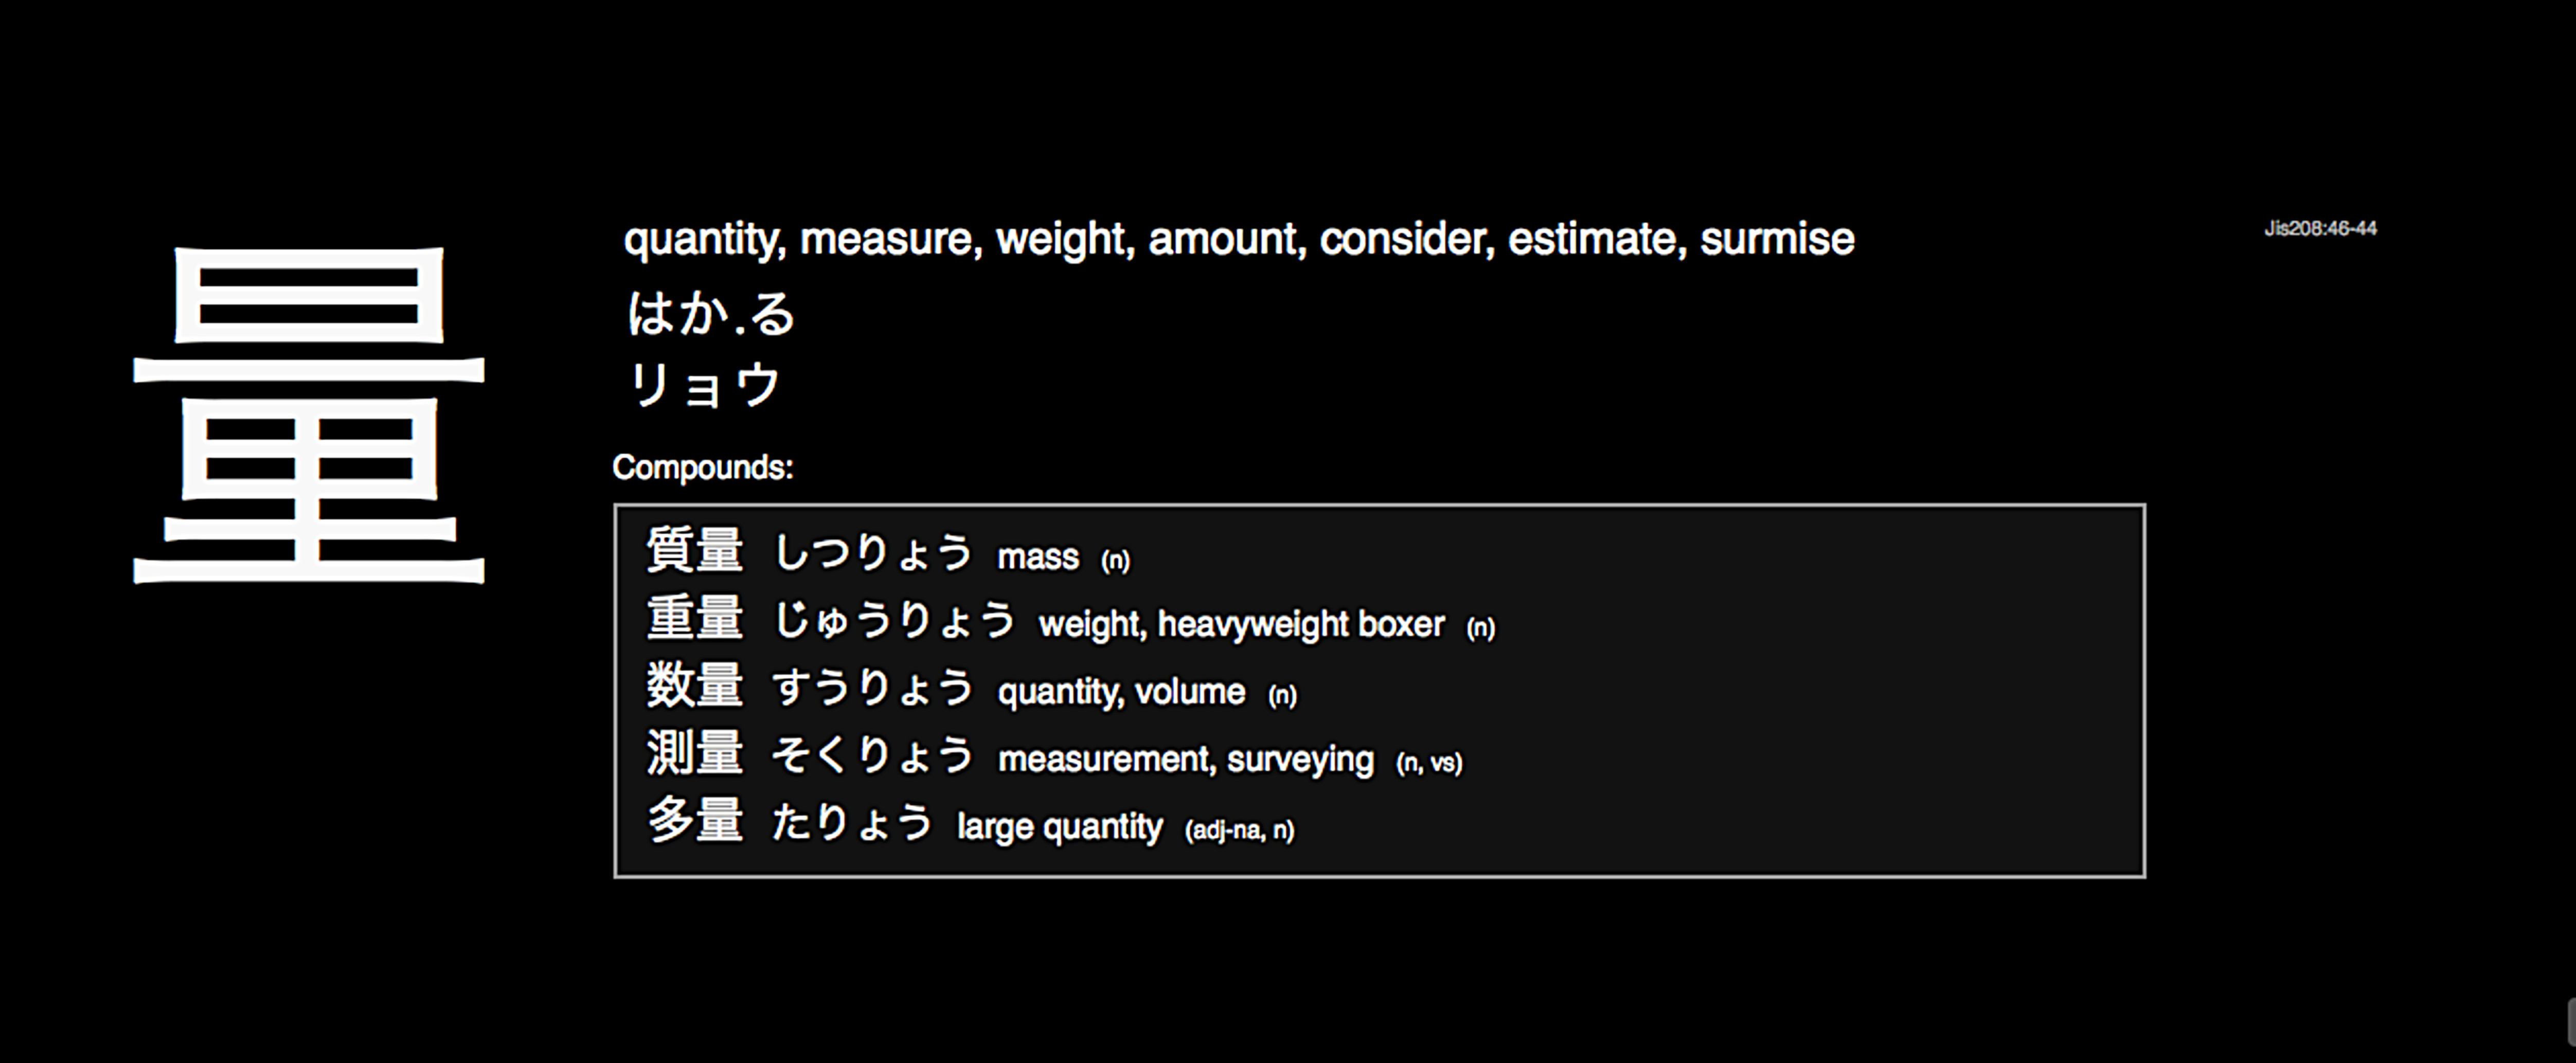 量
quantity, measure, weight, amount, consider, estimate, surmise
Jis208:46-44
はか.る
リョウ
Compounds:
質量 しつりょう mass (n)
重量 じゅうりょう weight, heavyweight boxer (n)
数量 すうりょう quantity, volume (n)
測量 そくりょう measurement, surveying (n, vs)
多量 たりょう large quantity (adj-na, n)